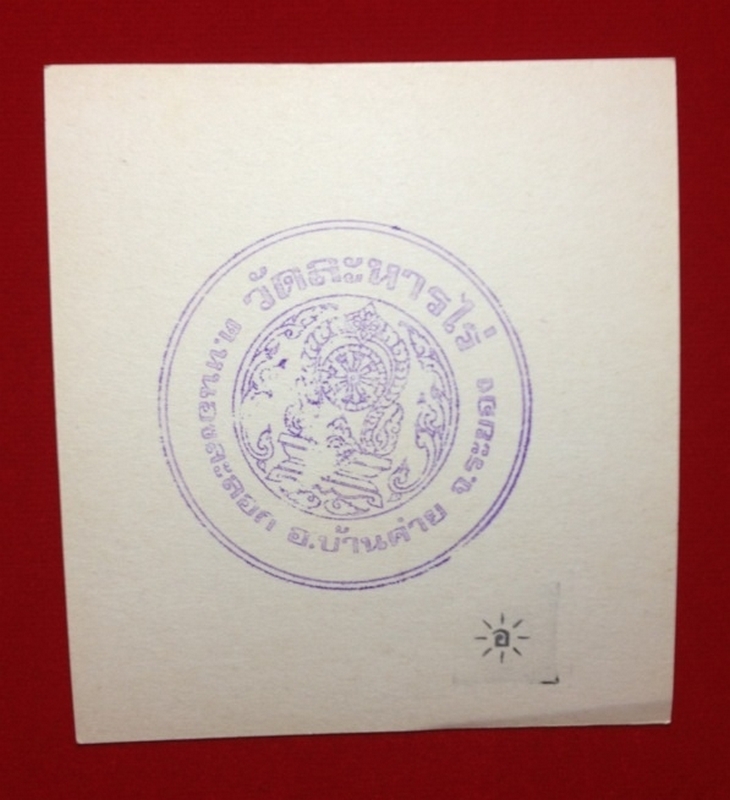 วัดละหารไร่
ต.หนองละลอก อ.บ้านค่าย จ.ระยอง
อ